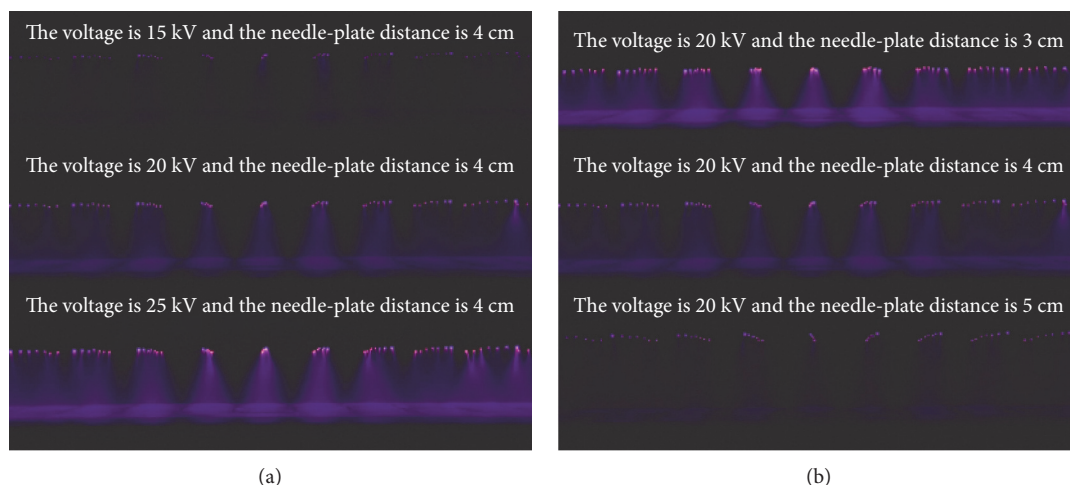 The voltage is 15 kV and the needle-plate distance is 4 cm
The voltage is 20 kV and the needle-plate distance is 4 cm
The voltage is 25 kV and the needle-plate distance is 4 cm
(a)
The voltage is 20 kV and the needle-plate distance is 3 cm
The voltage is 20 kV and the needle-plate distance is 4 cm
The voltage is 20 kV and the needle-plate distance is 5 cm
(b)